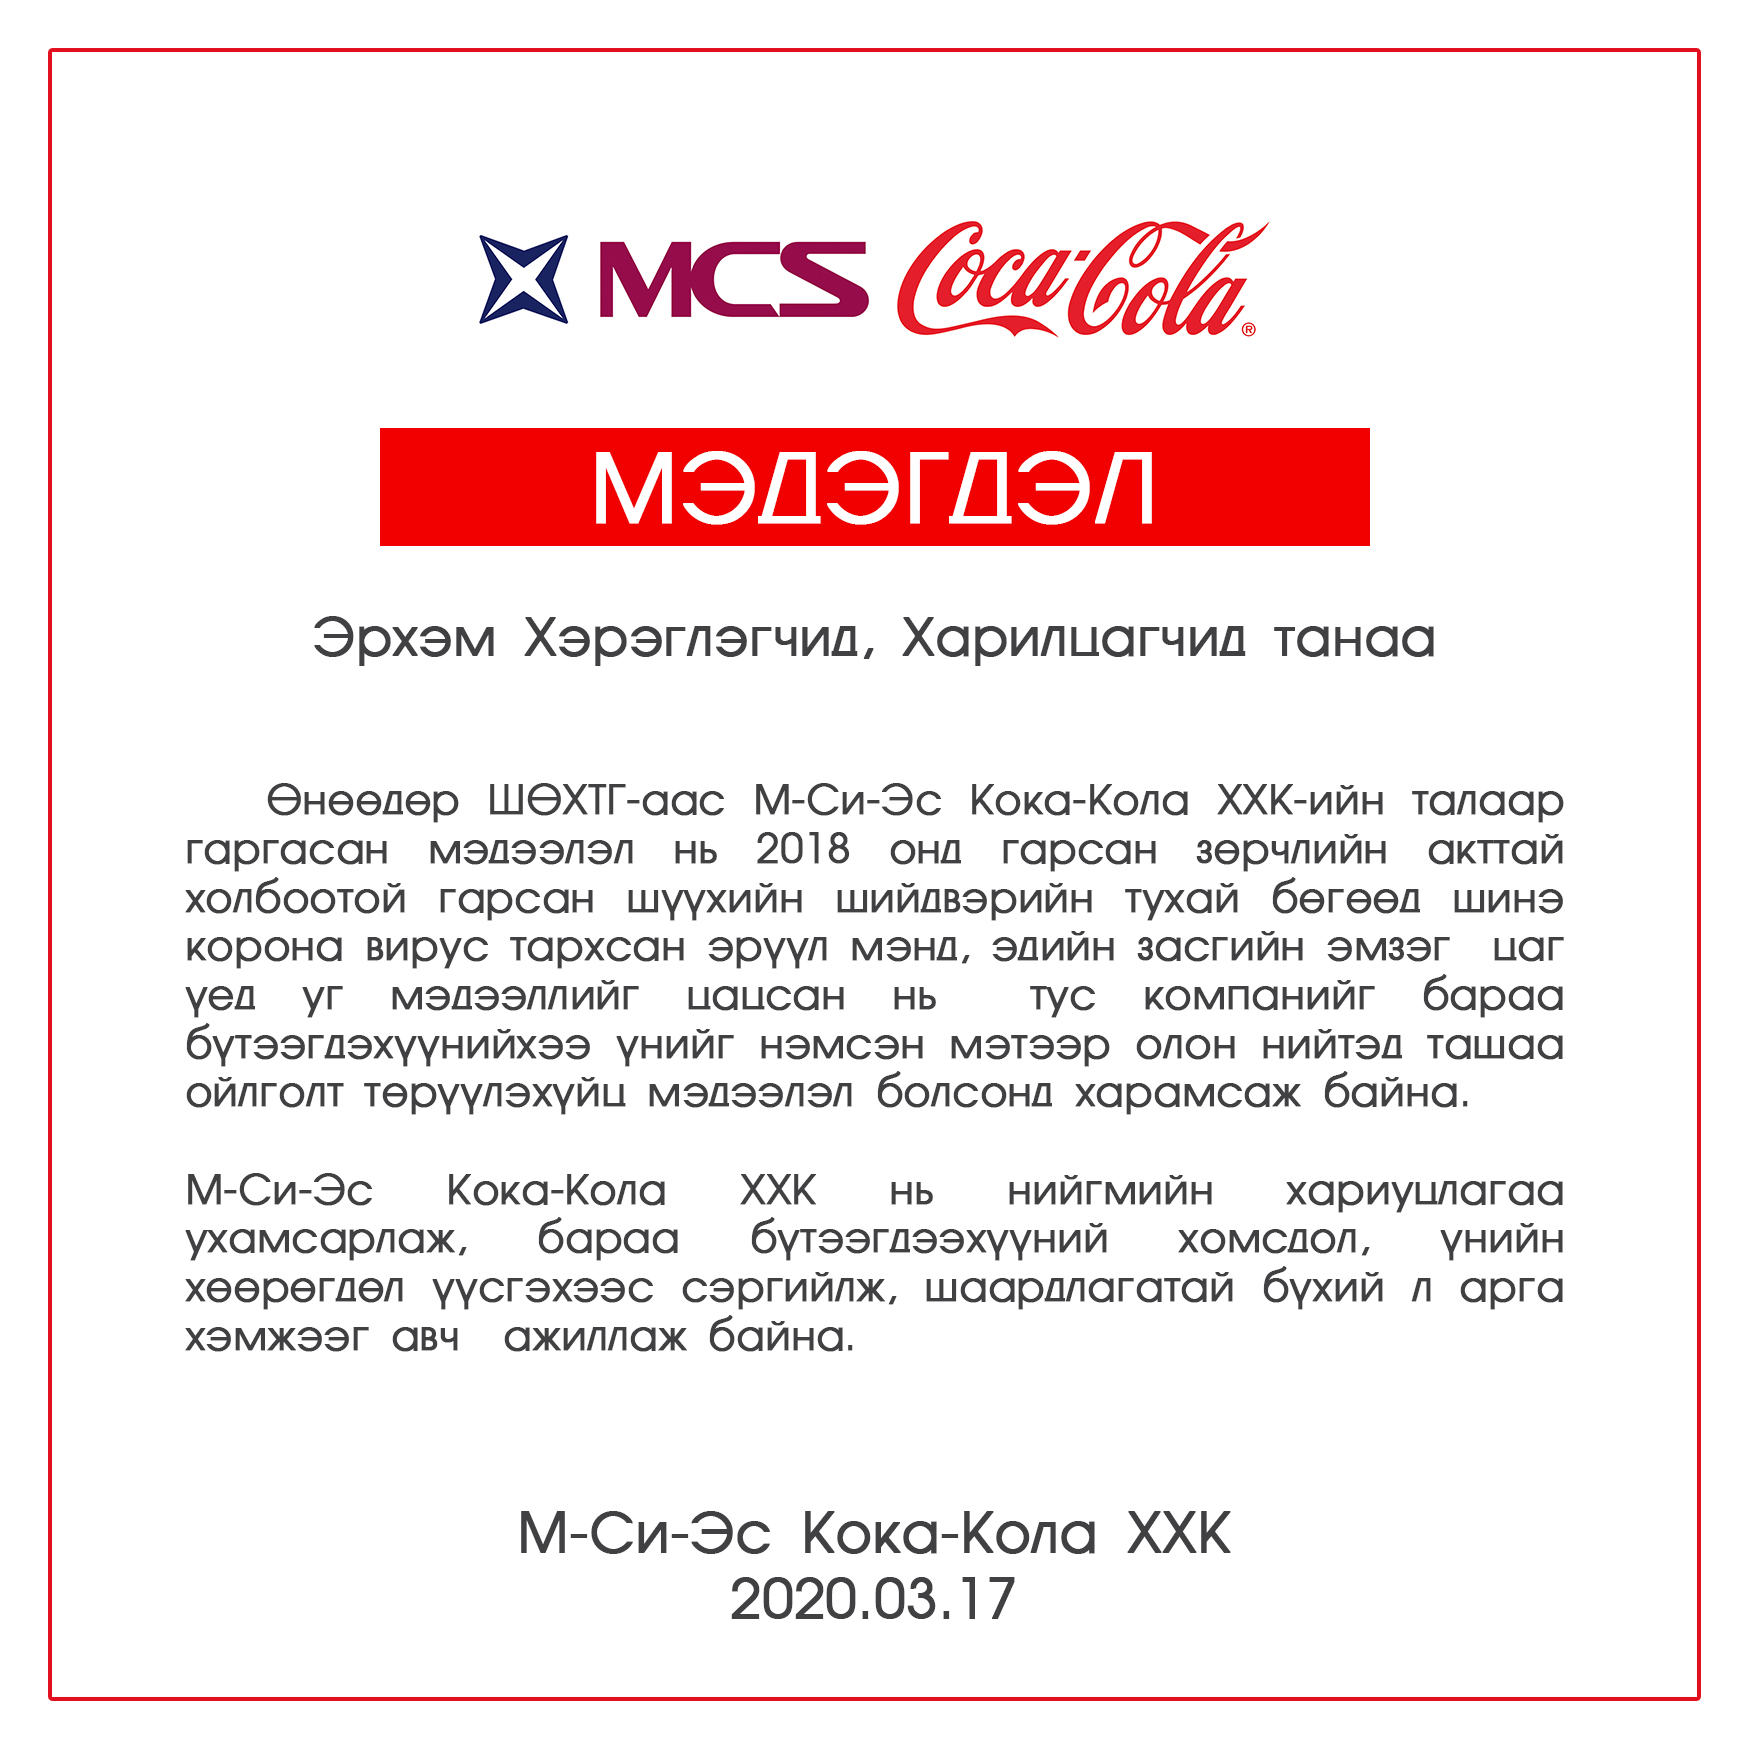 MCS Coca-Cola®
МЭДЭГДЭЛ
Эрхэм Хэрэглэгчид, Харилцагчид танаа
Өнөөдөр ШӨХТГ-аас М-Си-Эс Кока-Кола ХХК-ийн талаар
гаргасан мэдээлэл нь 2018 онд гарсан зөрчлийн акттай
холбоотой гарсан шүүхийн шийдвэрийн тухай бөгөөд шинэ
корона вирус тархсан эрүүл мэнд, эдийн засгийн эмзэг цаг
үед уг мэдээллийг цацсан нь тус компанийг бараа
бүтээгдэхүүнийхээ үнийг нэмсэн мэтээр олон нийтэд ташаа
ойлголт төрүүлэхүйц мэдээлэл болсонд харамсаж байна.
М-Си-Эс Кока-Кола ХХК нь нийгмийн хариуцлагаа
ухамсарлаж, бараа бүтээгдээхүүний хомсдол, үнийн
хөөрөгдөл үүсгэхээс сэргийлж, шаардлагатай бүхий л арга
хэмжээг авч ажиллаж байна.
М-Си-Эс Кока-Кола ХХК
2020.03.17